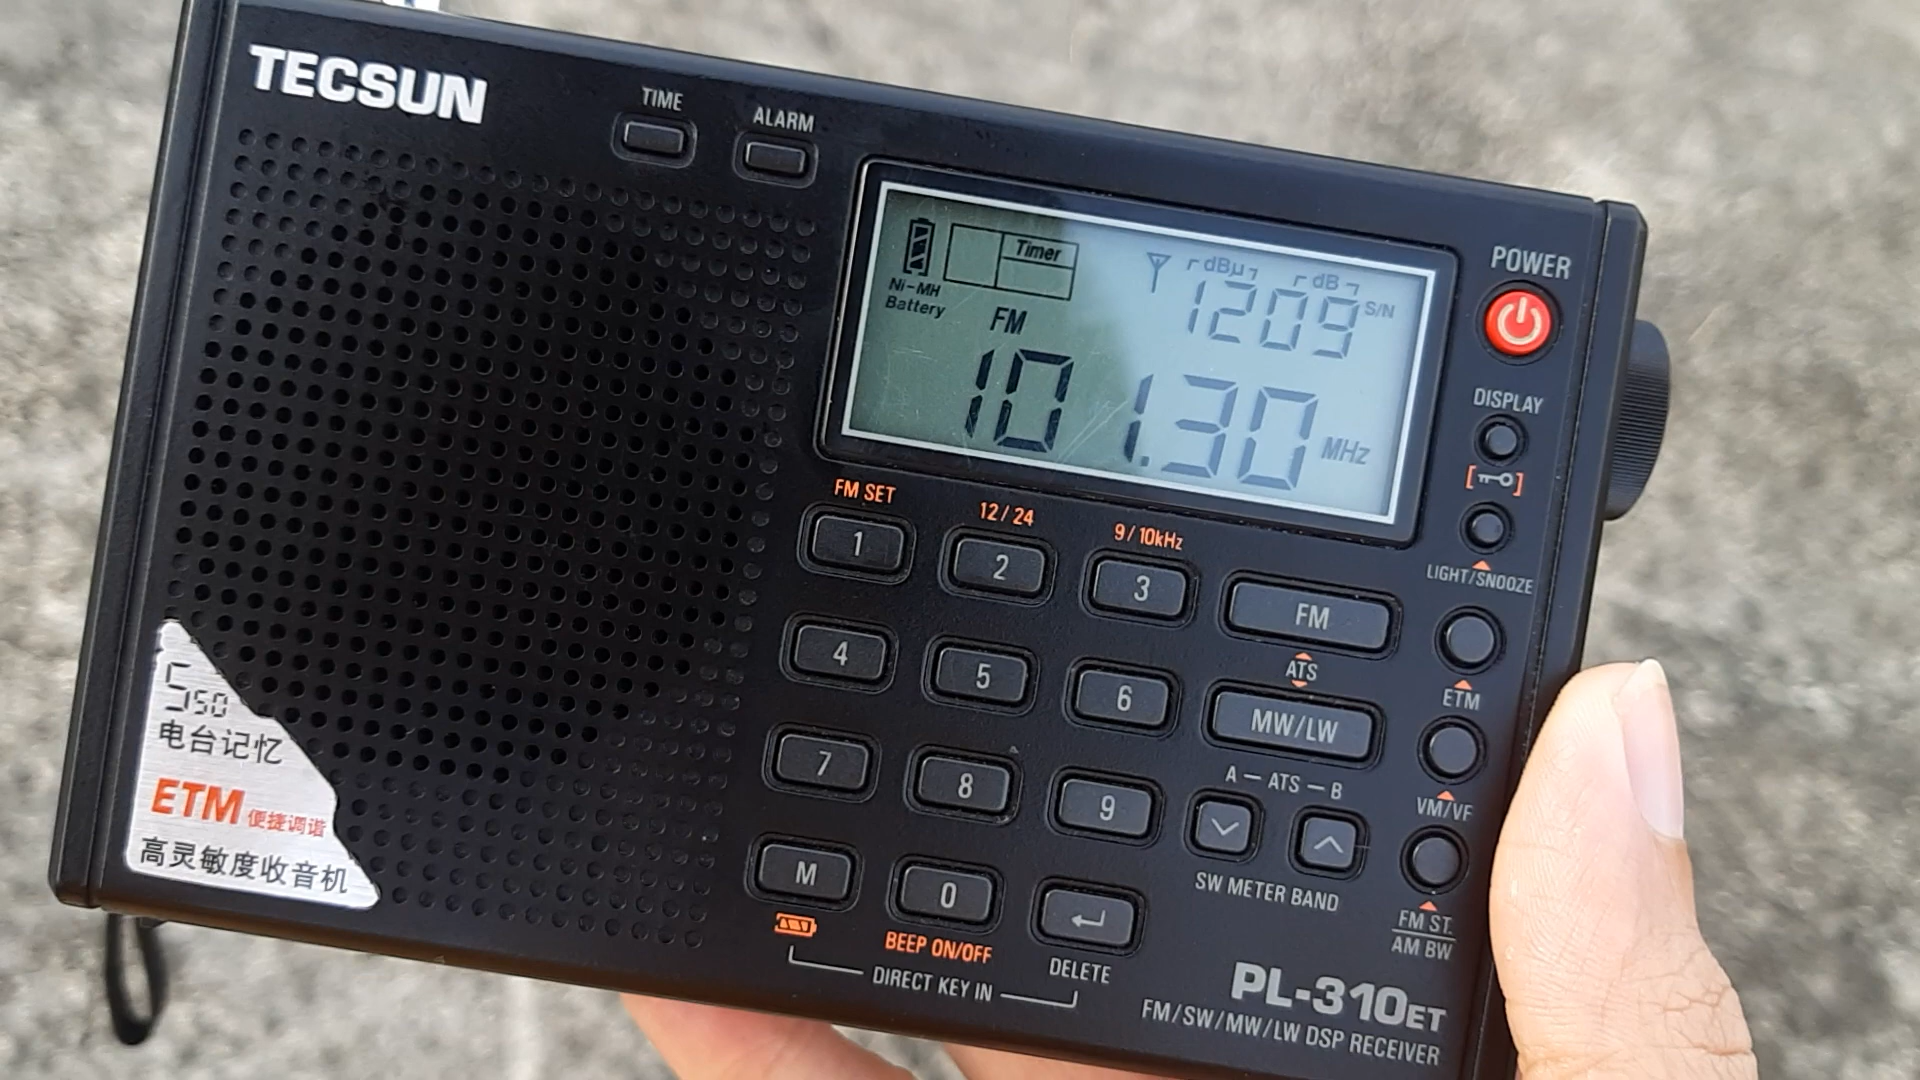 TECSUN
TIME
ALARM
Timer
Ni-MH
Battery
FM
dBµ
dB
1209
S/N
101.30 MHz
POWER
DISPLAY
LIGHT/SNOOZE
FM SET
12/24
9/10kHz
1
2
3
FM
ATS
ETM
4
5
6
MW/LW
A — ATS — B
VM/VF
7
8
9
SW METER BAND
FM ST.
AM BW
M
0
BEEP ON/OFF
DELETE
DIRECT KEY IN
550
电台记忆
ETM 便捷调谐
高灵敏度收音机
PL-310ET
FM/SW/MW/LW DSP RECEIVER